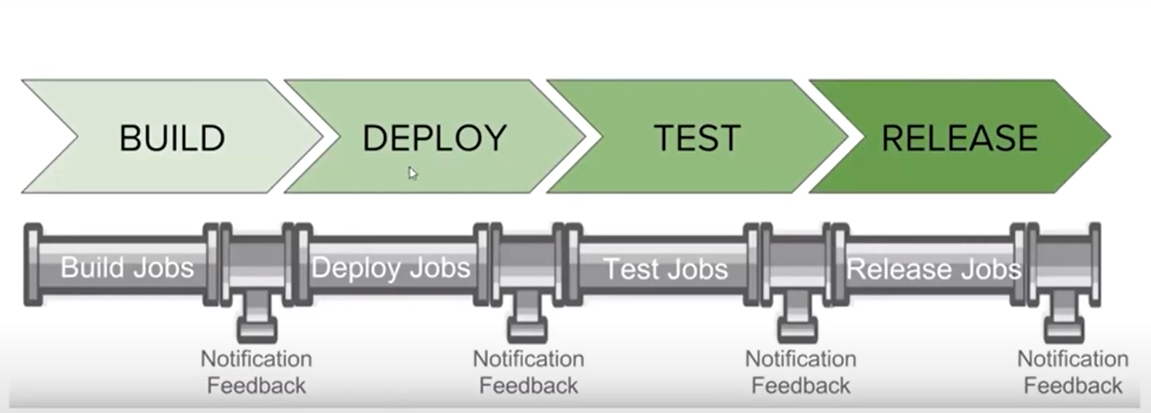 BUILD
DEPLOY
TEST
RELEASE
Build Jobs
Deploy Jobs
Test Jobs
Release Jobs
Notification
Feedback
Notification
Feedback
Notification
Feedback
Notification
Feedback